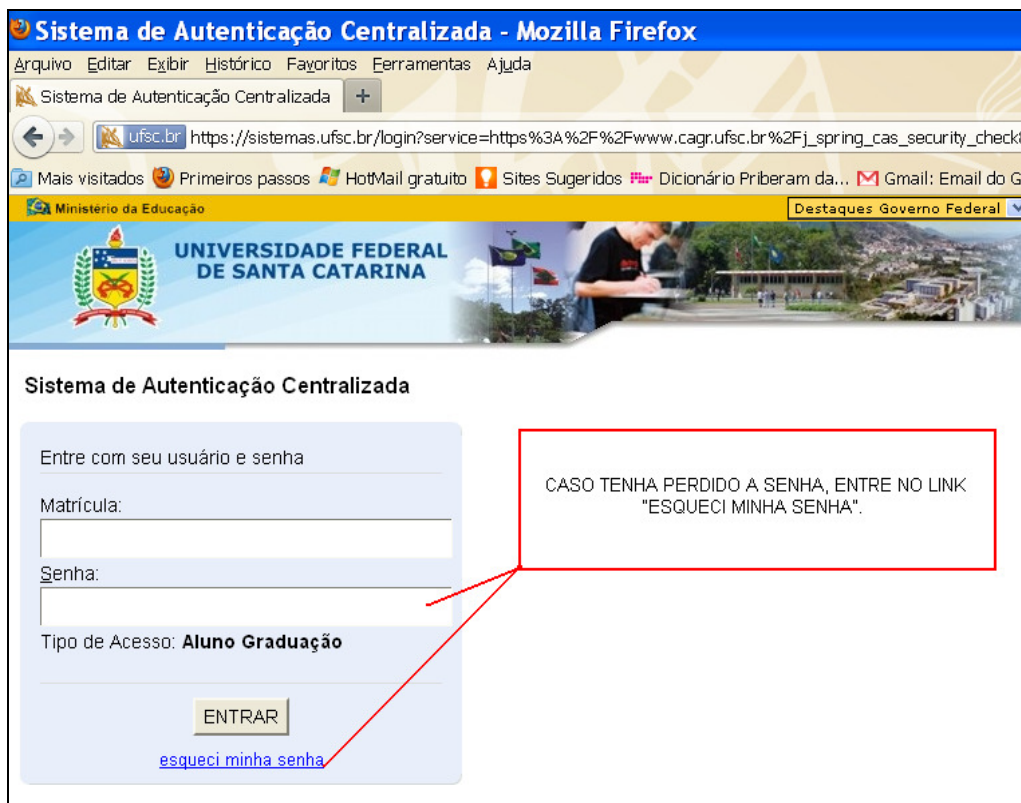 Sistema de Autenticação Centralizada - Mozilla Firefox
Arquivo Editar Exibir Histórico Favoritos Ferramentas Ajuda
Sistema de Autenticação Centralizada +
ufsc.br https://sistemas.ufsc.br/login?service=https%3A%2F%2Fwww.cagr.ufsc.br%2Fj_spring_cas_security_check&
Mais visitados Primeiros passos HotMail gratuito Sites Sugeridos Dicionário Priberam da... Gmail: Email do G
Ministério da Educação Destaques Governo Federal
UNIVERSIDADE FEDERAL
DE SANTA CATARINA
Sistema de Autenticação Centralizada
Entre com seu usuário e senha
Matrícula:
Senha:
Tipo de Acesso: Aluno Graduação
ENTRAR
esqueci minha senha
CASO TENHA PERDIDO A SENHA, ENTRE NO LINK
"ESQUECI MINHA SENHA".